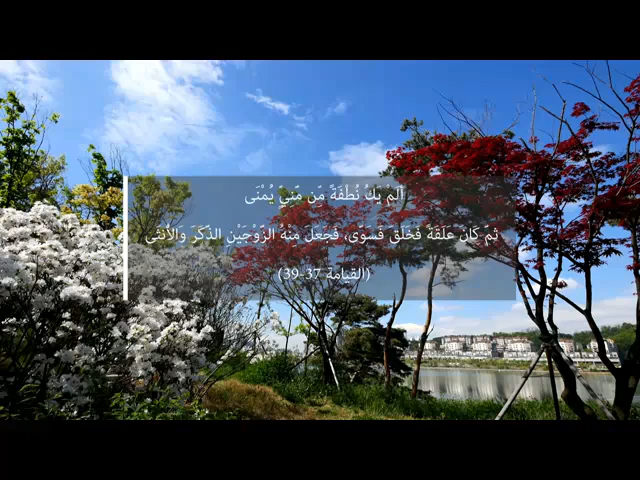 أَلَمْ يَكُ نُطْفَةً مِّن مَّنِيٍّ يُمْنَى
ثُمَّ كَانَ عَلَقَةً فَخَلَقَ فَسَوَّى، فَجَعَلَ مِنْهُ الزَّوْجَيْنِ الذَّكَرَ وَالْأُنثَى
(القيامة 37-39)